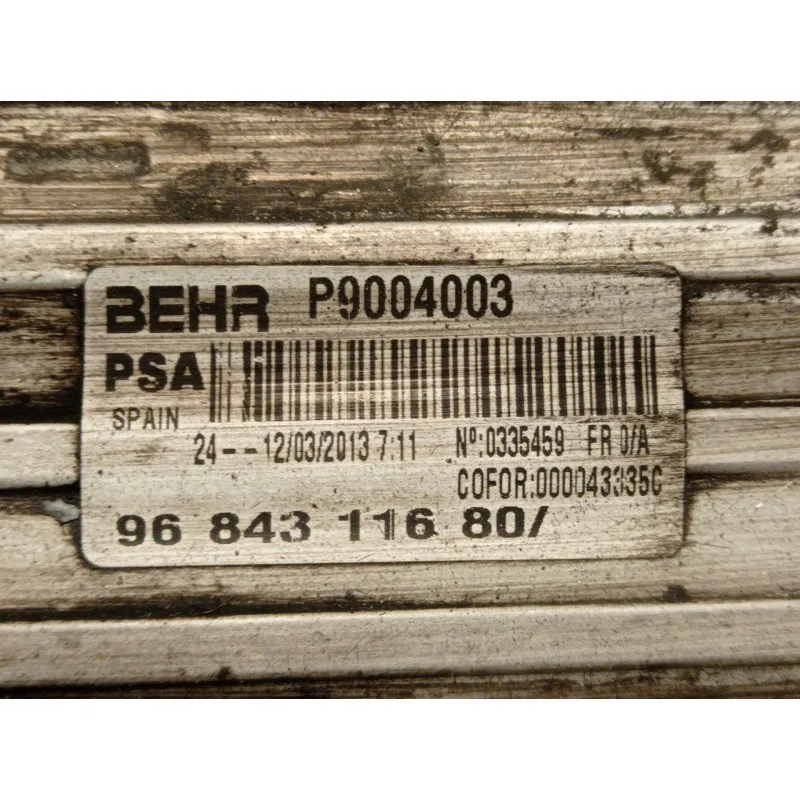 BEHR P9004003
PSA
SPAIN
24--12/03/2013 7:11 Nº:0335459 FR 0/A
COFOR:000043335C
96 843 116 80/